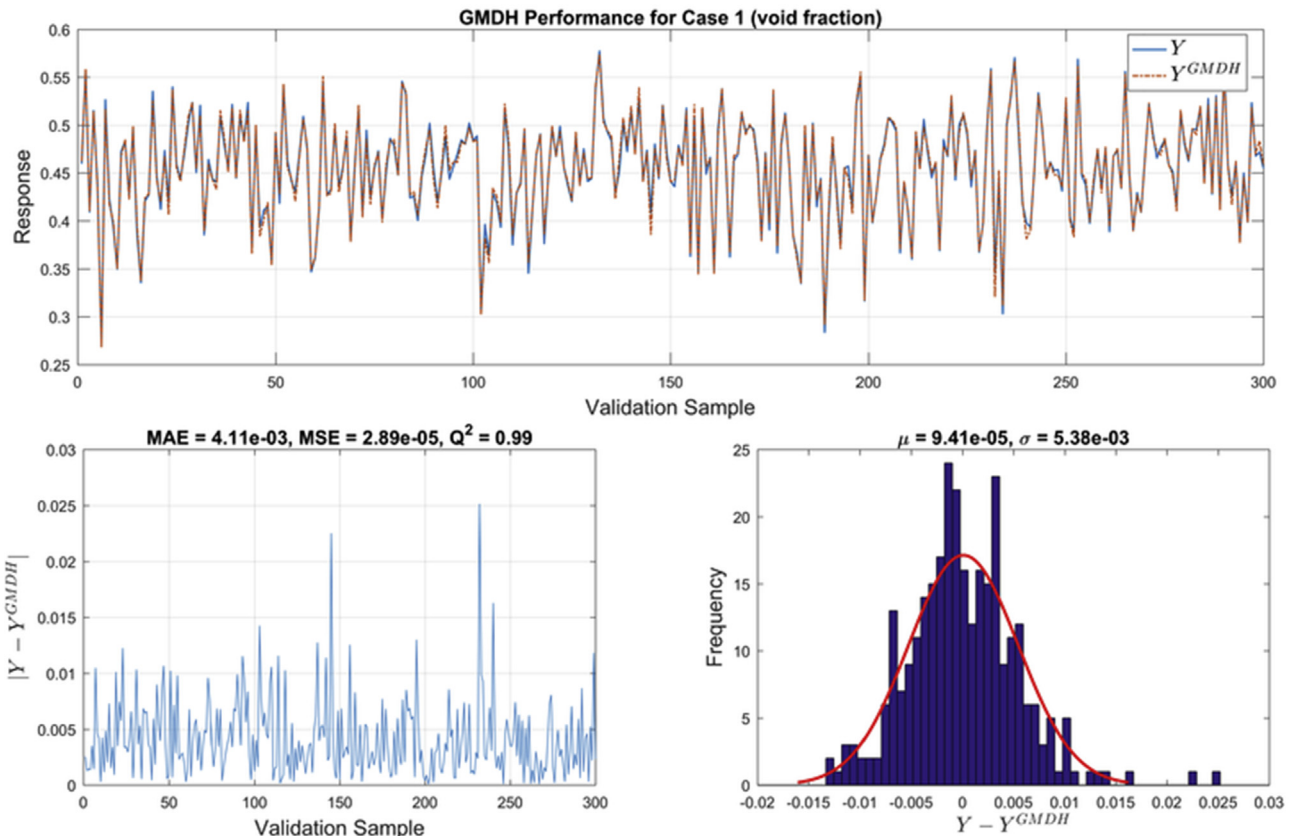 GMDH Performance for Case 1 (void fraction)
0.6
0.55
0.5
0.45
0.4
0.35
0.3
0.25
Response
Y
Y^{GMDH}
0 50 100 150 200 250 300
Validation Sample
MAE = 4.11e-03, MSE = 2.89e-05, Q² = 0.99
0.03
0.025
0.02
0.015
0.01
0.005
0
|Y − Y^{GMDH}|
0 50 100 150 200 250 300
Validation Sample
μ = 9.41e-05, σ = 5.38e-03
25
20
15
10
5
0
Frequency
-0.02 -0.015 -0.01 -0.005 0 0.005 0.01 0.015 0.02 0.025 0.03
Y − Y^{GMDH}